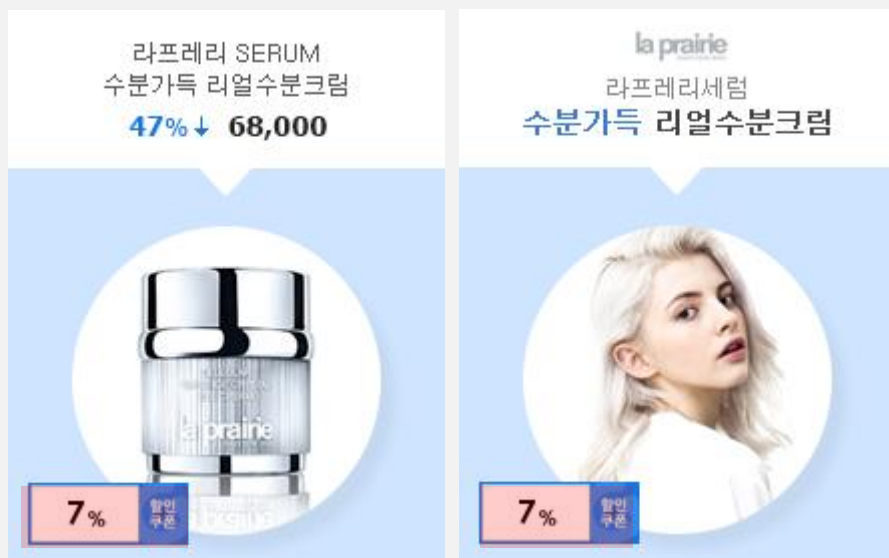 라프레리 SERUM
수분가득 리얼수분크림
47%↓ 68,000
la prairie
7%
할인
쿠폰
la prairie
라프레리세럼
수분가득 리얼수분크림
7%
할인
쿠폰